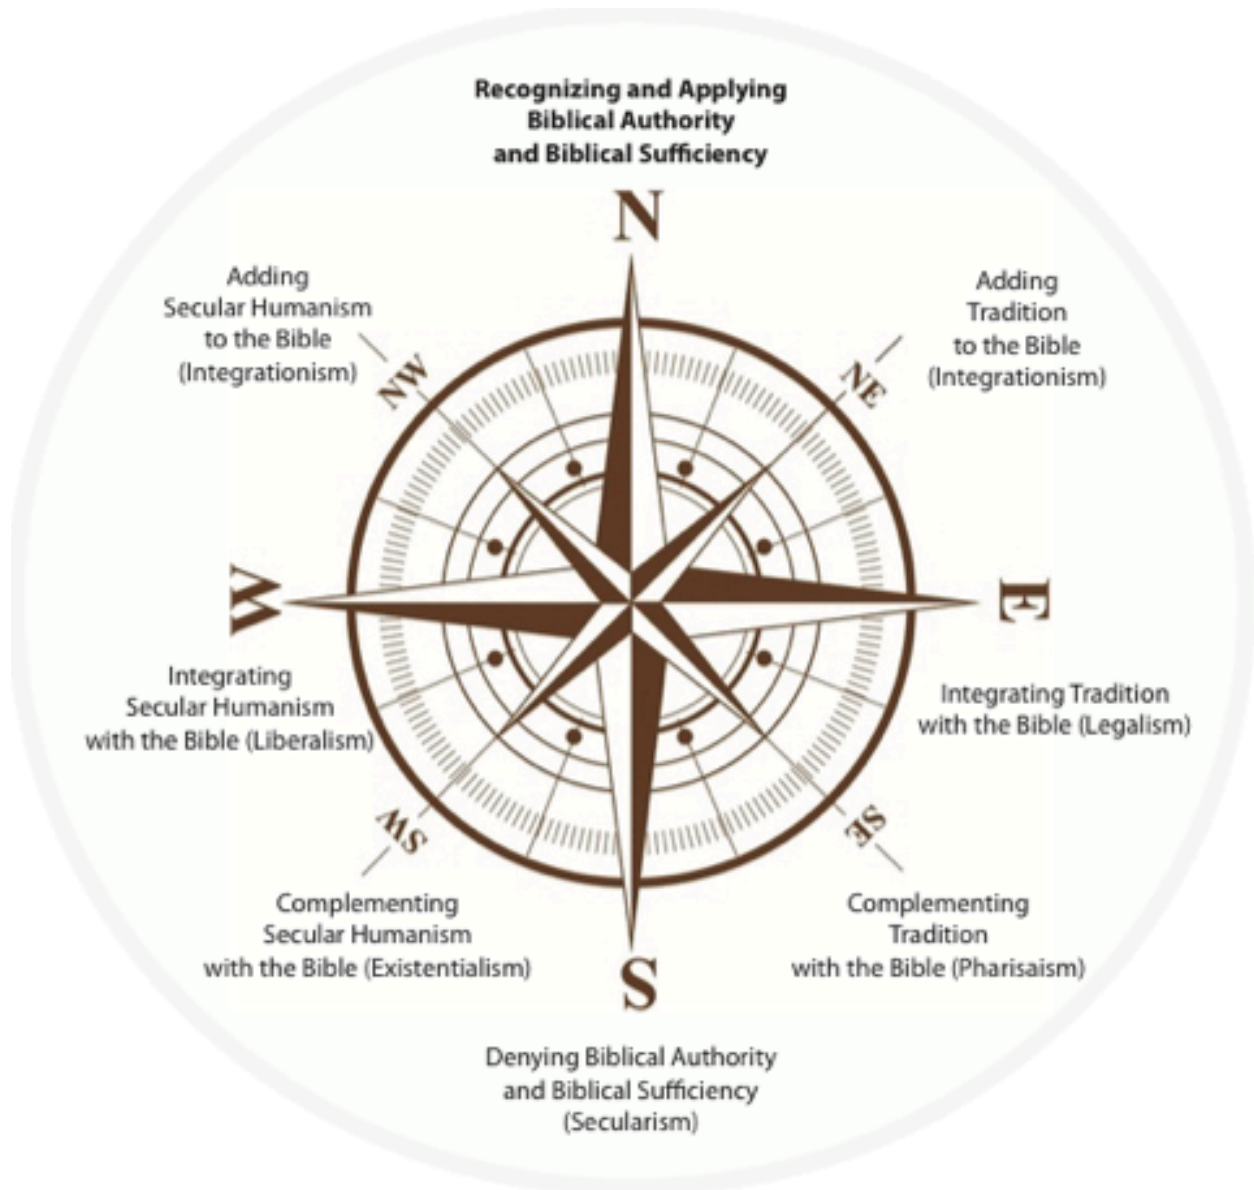 Recognizing and Applying
Biblical Authority
and Biblical Sufficiency
N
Adding
Secular Humanism
to the Bible
(Integrationism)
NW
Adding
Tradition
to the Bible
(Integrationism)
NE
W
E
Integrating
Secular Humanism
with the Bible (Liberalism)
Integrating Tradition
with the Bible (Legalism)
SW
SE
Complementing
Secular Humanism
with the Bible (Existentialism)
Complementing
Tradition
with the Bible (Pharisaism)
S
Denying Biblical Authority
and Biblical Sufficiency
(Secularism)